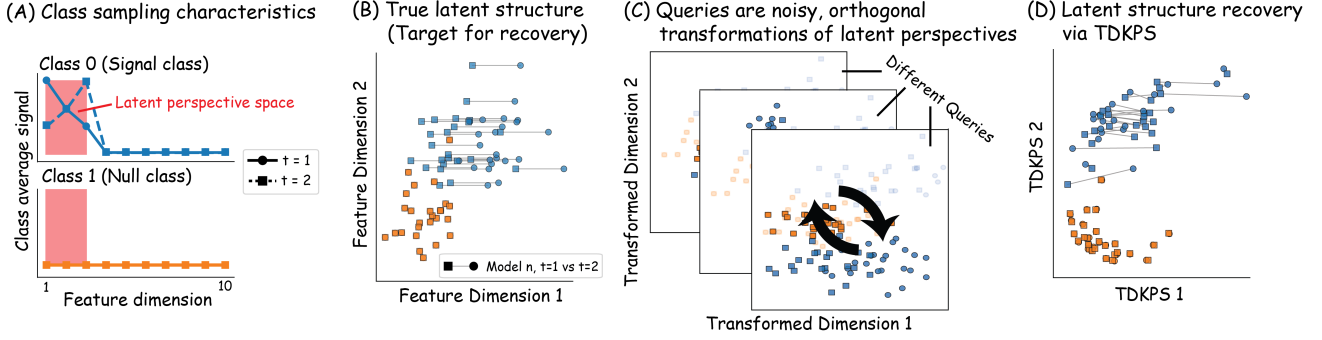 (A) Class sampling characteristics
Class 0 (Signal class)
Latent perspective space
Class average signal
t = 1
t = 2
Class 1 (Null class)
1
10
Feature dimension
(B) True latent structure
(Target for recovery)
Feature Dimension 2
Model n, t=1 vs t=2
Feature Dimension 1
(C) Queries are noisy, orthogonal
transformations of latent perspectives
Different Queries
Transformed Dimension 2
Transformed Dimension 1
(D) Latent structure recovery
via TDKPS
TDKPS 2
TDKPS 1